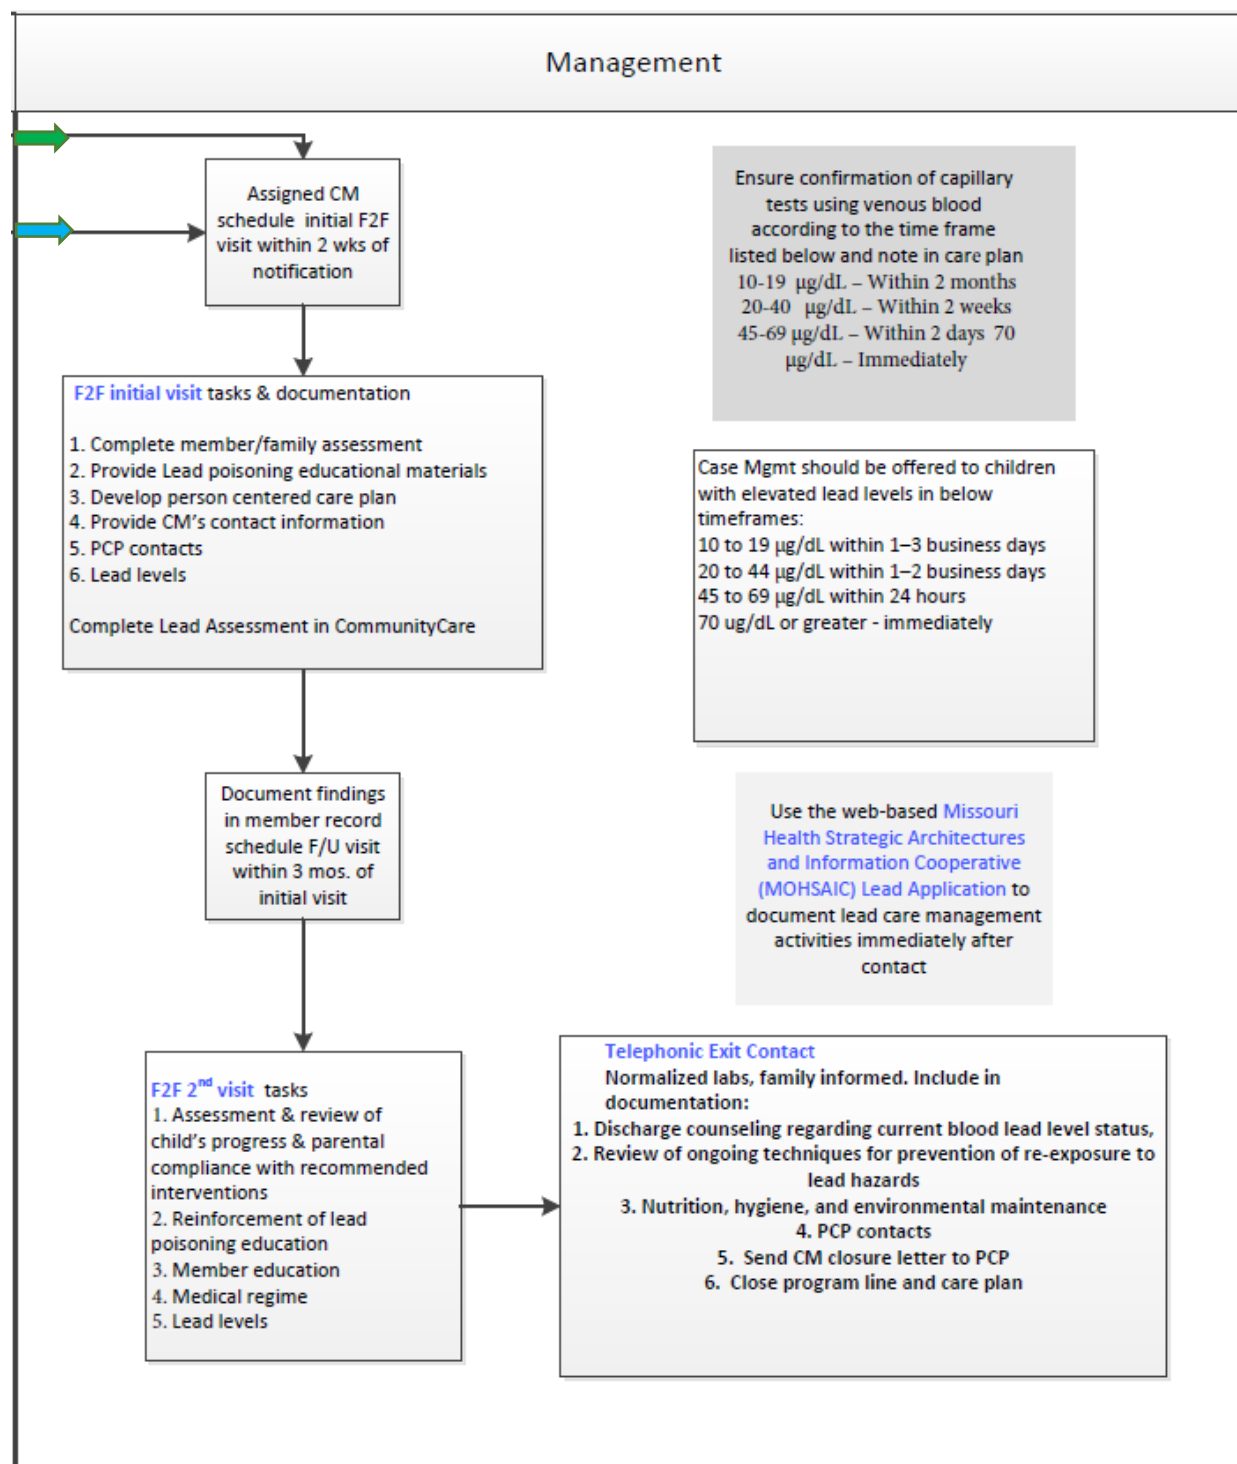 Management
Assigned CM
schedule initial F2F
visit within 2 wks of
notification
Ensure confirmation of capillary
tests using venous blood
according to the time frame
listed below and note in care plan
10-19 µg/dL – Within 2 months
20-40 µg/dL – Within 2 weeks
45-69 µg/dL – Within 2 days 70
µg/dL – Immediately
F2F initial visit tasks & documentation
1. Complete member/family assessment
2. Provide Lead poisoning educational materials
3. Develop person centered care plan
4. Provide CM's contact information
5. PCP contacts
6. Lead levels
Complete Lead Assessment in CommunityCare
Case Mgmt should be offered to children
with elevated lead levels in below
timeframes:
10 to 19 µg/dL within 1–3 business days
20 to 44 µg/dL within 1–2 business days
45 to 69 µg/dL within 24 hours
70 ug/dL or greater - immediately
Document findings
in member record
schedule F/U visit
within 3 mos. of
initial visit
Use the web-based Missouri
Health Strategic Architectures
and Information Cooperative
(MOHSAIC) Lead Application to
document lead care management
activities immediately after
contact
F2F 2nd visit tasks
1. Assessment & review of
child's progress & parental
compliance with recommended
interventions
2. Reinforcement of lead
poisoning education
3. Member education
4. Medical regime
5. Lead levels
Telephonic Exit Contact
Normalized labs, family informed. Include in
documentation:
1. Discharge counseling regarding current blood lead level status,
2. Review of ongoing techniques for prevention of re-exposure to
lead hazards
3. Nutrition, hygiene, and environmental maintenance
4. PCP contacts
5. Send CM closure letter to PCP
6. Close program line and care plan